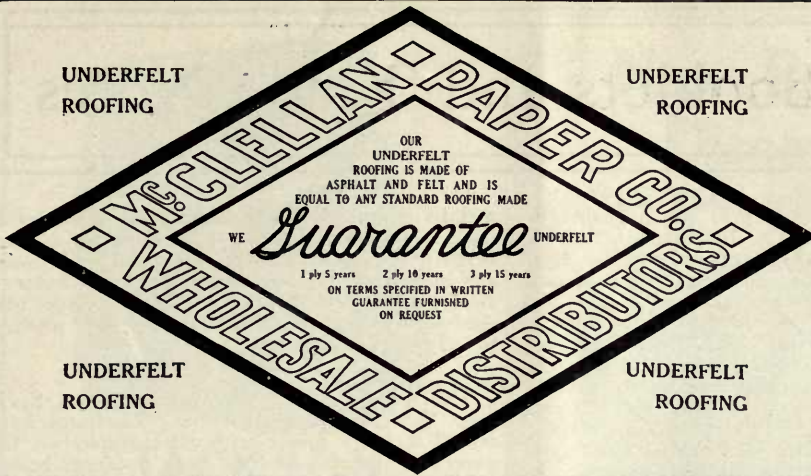 UNDERFELT
ROOFING
UNDERFELT
ROOFING
McCLELLAN PAPER CO.
OUR
UNDERFELT
ROOFING IS MADE OF
ASPHALT AND FELT AND IS
EQUAL TO ANY STANDARD ROOFING MADE
WE Guarantee UNDERFELT
1 ply 5 years 2 ply 10 years 3 ply 15 years
ON TERMS SPECIFIED IN WRITTEN
GUARANTEE FURNISHED
ON REQUEST
WHOLESALE DISTRIBUTORS
UNDERFELT
ROOFING
UNDERFELT
ROOFING